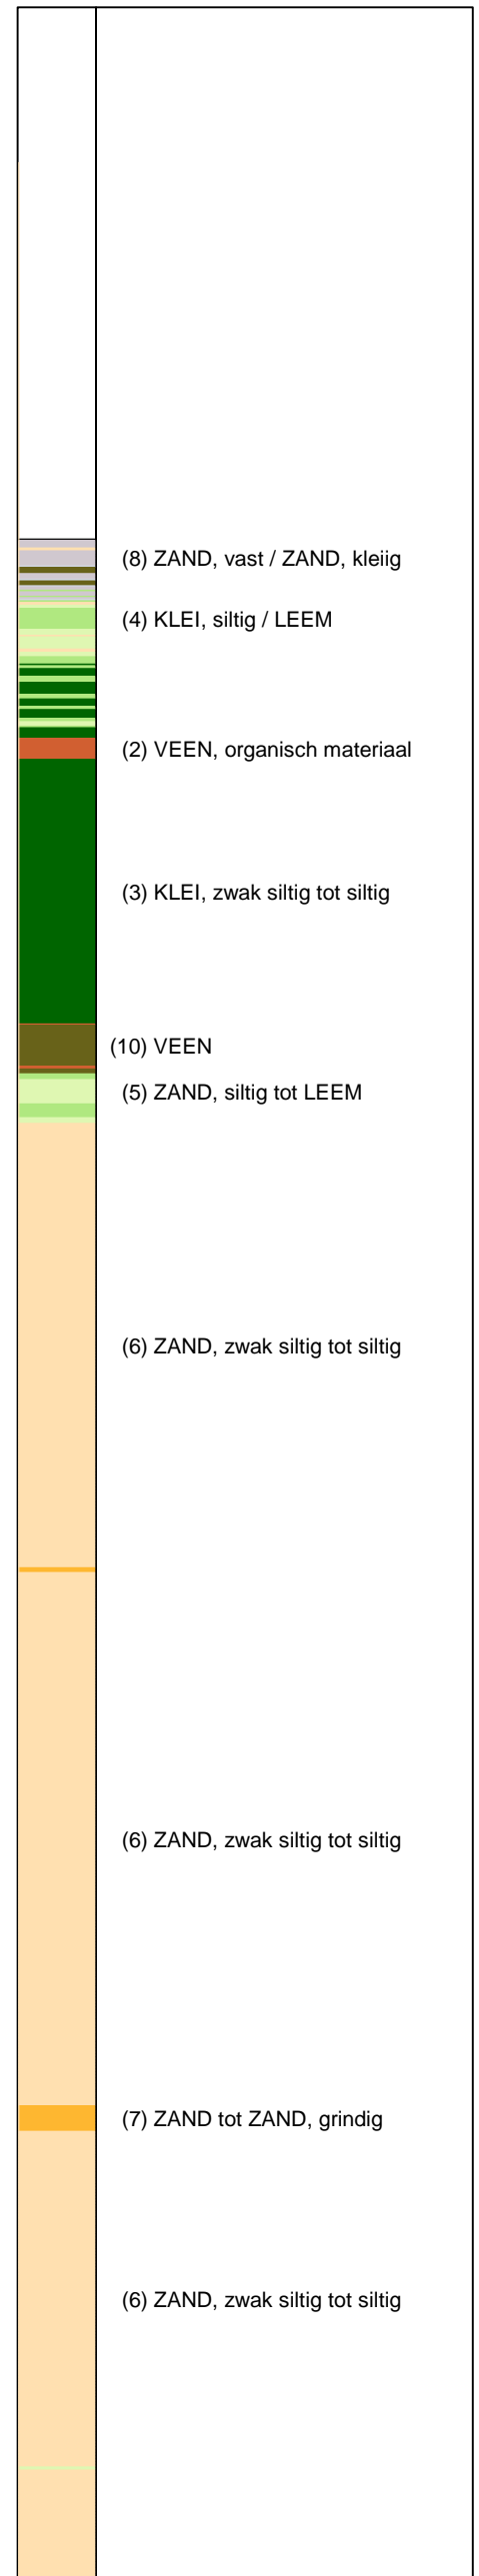 (8) ZAND, vast / ZAND, kleiig
(4) KLEI, siltig / LEEM
(2) VEEN, organisch materiaal
(3) KLEI, zwak siltig tot siltig
(10) VEEN
(5) ZAND, siltig tot LEEM
(6) ZAND, zwak siltig tot siltig
(6) ZAND, zwak siltig tot siltig
(7) ZAND tot ZAND, grindig
(6) ZAND, zwak siltig tot siltig